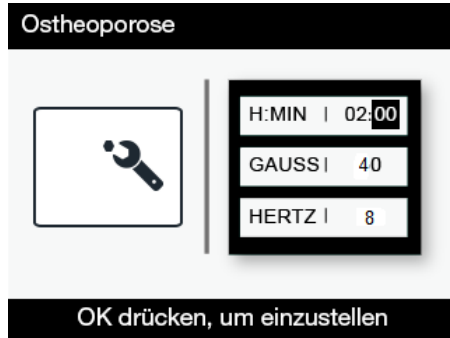 Ostheoporose
H:MIN | 02:00
GAUSS | 40
HERTZ | 8
OK drücken, um einzustellen